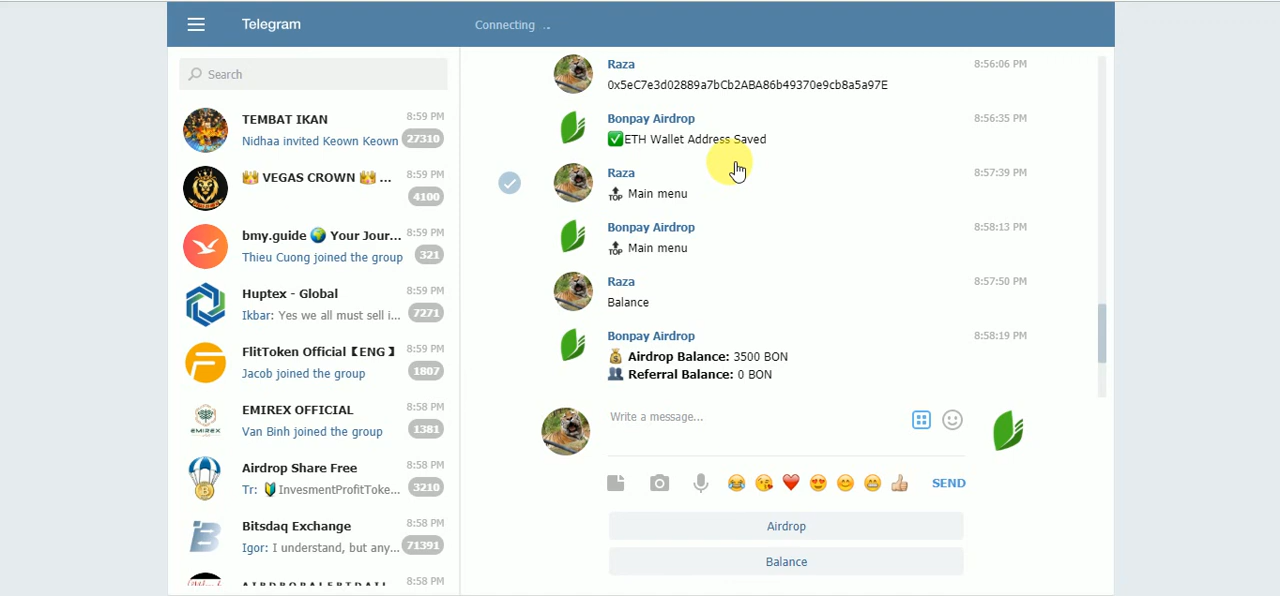 Telegram
Connecting ..
Search
TEMBAT IKAN 8:59 PM
Nidhaa invited Keown Keown 27310
👑 VEGAS CROWN 👑 ... 8:59 PM
4100
bmy.guide 🌍 Your Jour... 8:59 PM
Thieu Cuong joined the group 321
Huptex - Global 8:59 PM
Ikbar: Yes we all must sell i... 7271
FlitToken Official【ENG】 8:59 PM
Jacob joined the group 1807
EMIREX OFFICIAL 8:58 PM
Van Binh joined the group 1381
Airdrop Share Free 8:58 PM
Tr: 🔰InvesmentProfitToke... 3210
Bitsdaq Exchange 8:58 PM
Igor: I understand, but any... 71391
8:58 PM
Raza 8:56:06 PM
0x5eC7e3d02889a7bCb2ABA86b49370e9cb8a5a97E
Bonpay Airdrop 8:56:35 PM
✅ETH Wallet Address Saved
Raza 8:57:39 PM
🔝 Main menu
Bonpay Airdrop 8:58:13 PM
🔝 Main menu
Raza 8:57:50 PM
Balance
Bonpay Airdrop 8:58:19 PM
💰 Airdrop Balance: 3500 BON
👥 Referral Balance: 0 BON
Write a message...
SEND
Airdrop
Balance